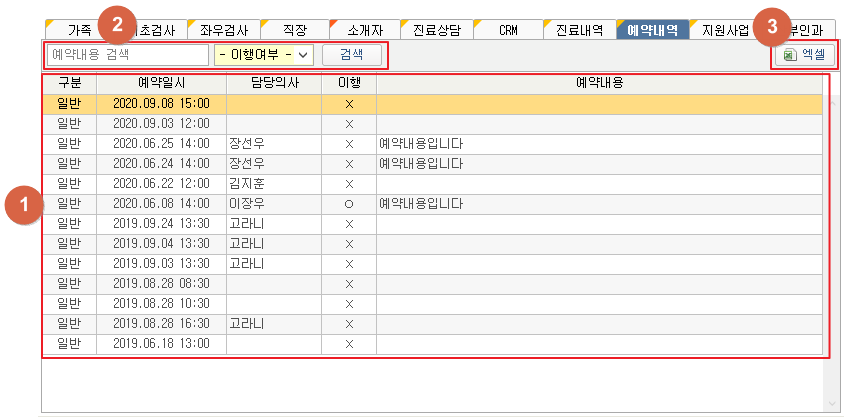 가족 2 초검사 좌우검사 직장 소개자 진료상담 CRM 진료내역 예약내역 지원사업 3 부인과
예약내용 검색 - 이행여부 - 검색 엑셀
구분 예약일시 담당의사 이행 예약내용
일반 2020.09.08 15:00 X
일반 2020.09.03 12:00 X
일반 2020.06.25 14:00 장선우 X 예약내용입니다
일반 2020.06.24 14:00 장선우 X 예약내용입니다
일반 2020.06.22 12:00 김지훈 X
1 일반 2020.06.08 14:00 이장우 O 예약내용입니다
일반 2019.09.24 13:30 고라니 X
일반 2019.09.04 13:30 고라니 X
일반 2019.09.03 13:30 고라니 X
일반 2019.08.28 08:30 X
일반 2019.08.28 10:30 X
일반 2019.08.28 16:30 고라니 X
일반 2019.06.18 13:00 X